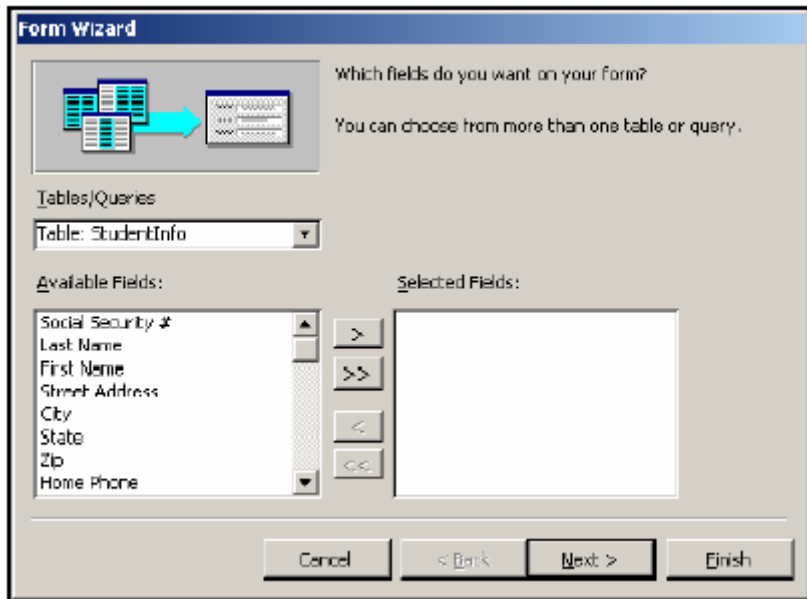 Form Wizard
Which fields do you want on your form?
You can choose from more than one table or query.
Tables/Queries
Table: StudentInfo
Available Fields:
Selected Fields:
Social Security #
Last Name
First Name
Street Address
City
State
Zip
Home Phone
>
>>
<
<<
Cancel
< Back
Next >
Finish